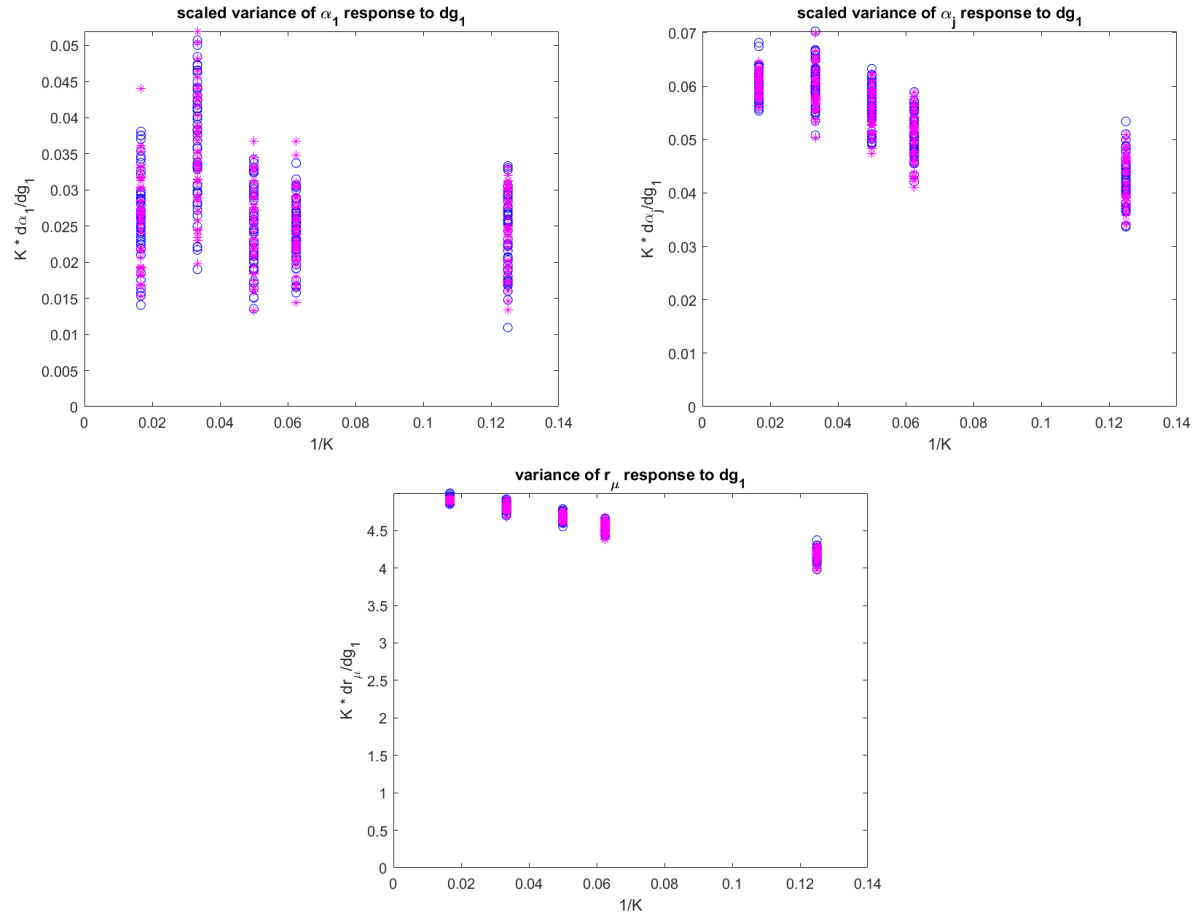 scaled variance of α1 response to dg1
K * dα1/dg1
0.05
0.045
0.04
0.035
0.03
0.025
0.02
0.015
0.01
0.005
0
0 0.02 0.04 0.06 0.08 0.1 0.12 0.14
1/K
scaled variance of αj response to dg1
K * dαj/dg1
0.07
0.06
0.05
0.04
0.03
0.02
0.01
0
0 0.02 0.04 0.06 0.08 0.1 0.12 0.14
1/K
variance of rμ response to dg1
K * drμ/dg1
4.5
4
3.5
3
2.5
2
1.5
1
0.5
0
0 0.02 0.04 0.06 0.08 0.1 0.12 0.14
1/K